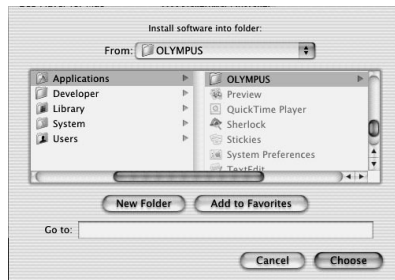 Install software into folder:
From: OLYMPUS
Applications OLYMPUS
Developer Preview
Library QuickTime Player
System Sherlock
Users Stickies
System Preferences
TextEdit
New Folder Add to Favorites
Go to:
Cancel Choose